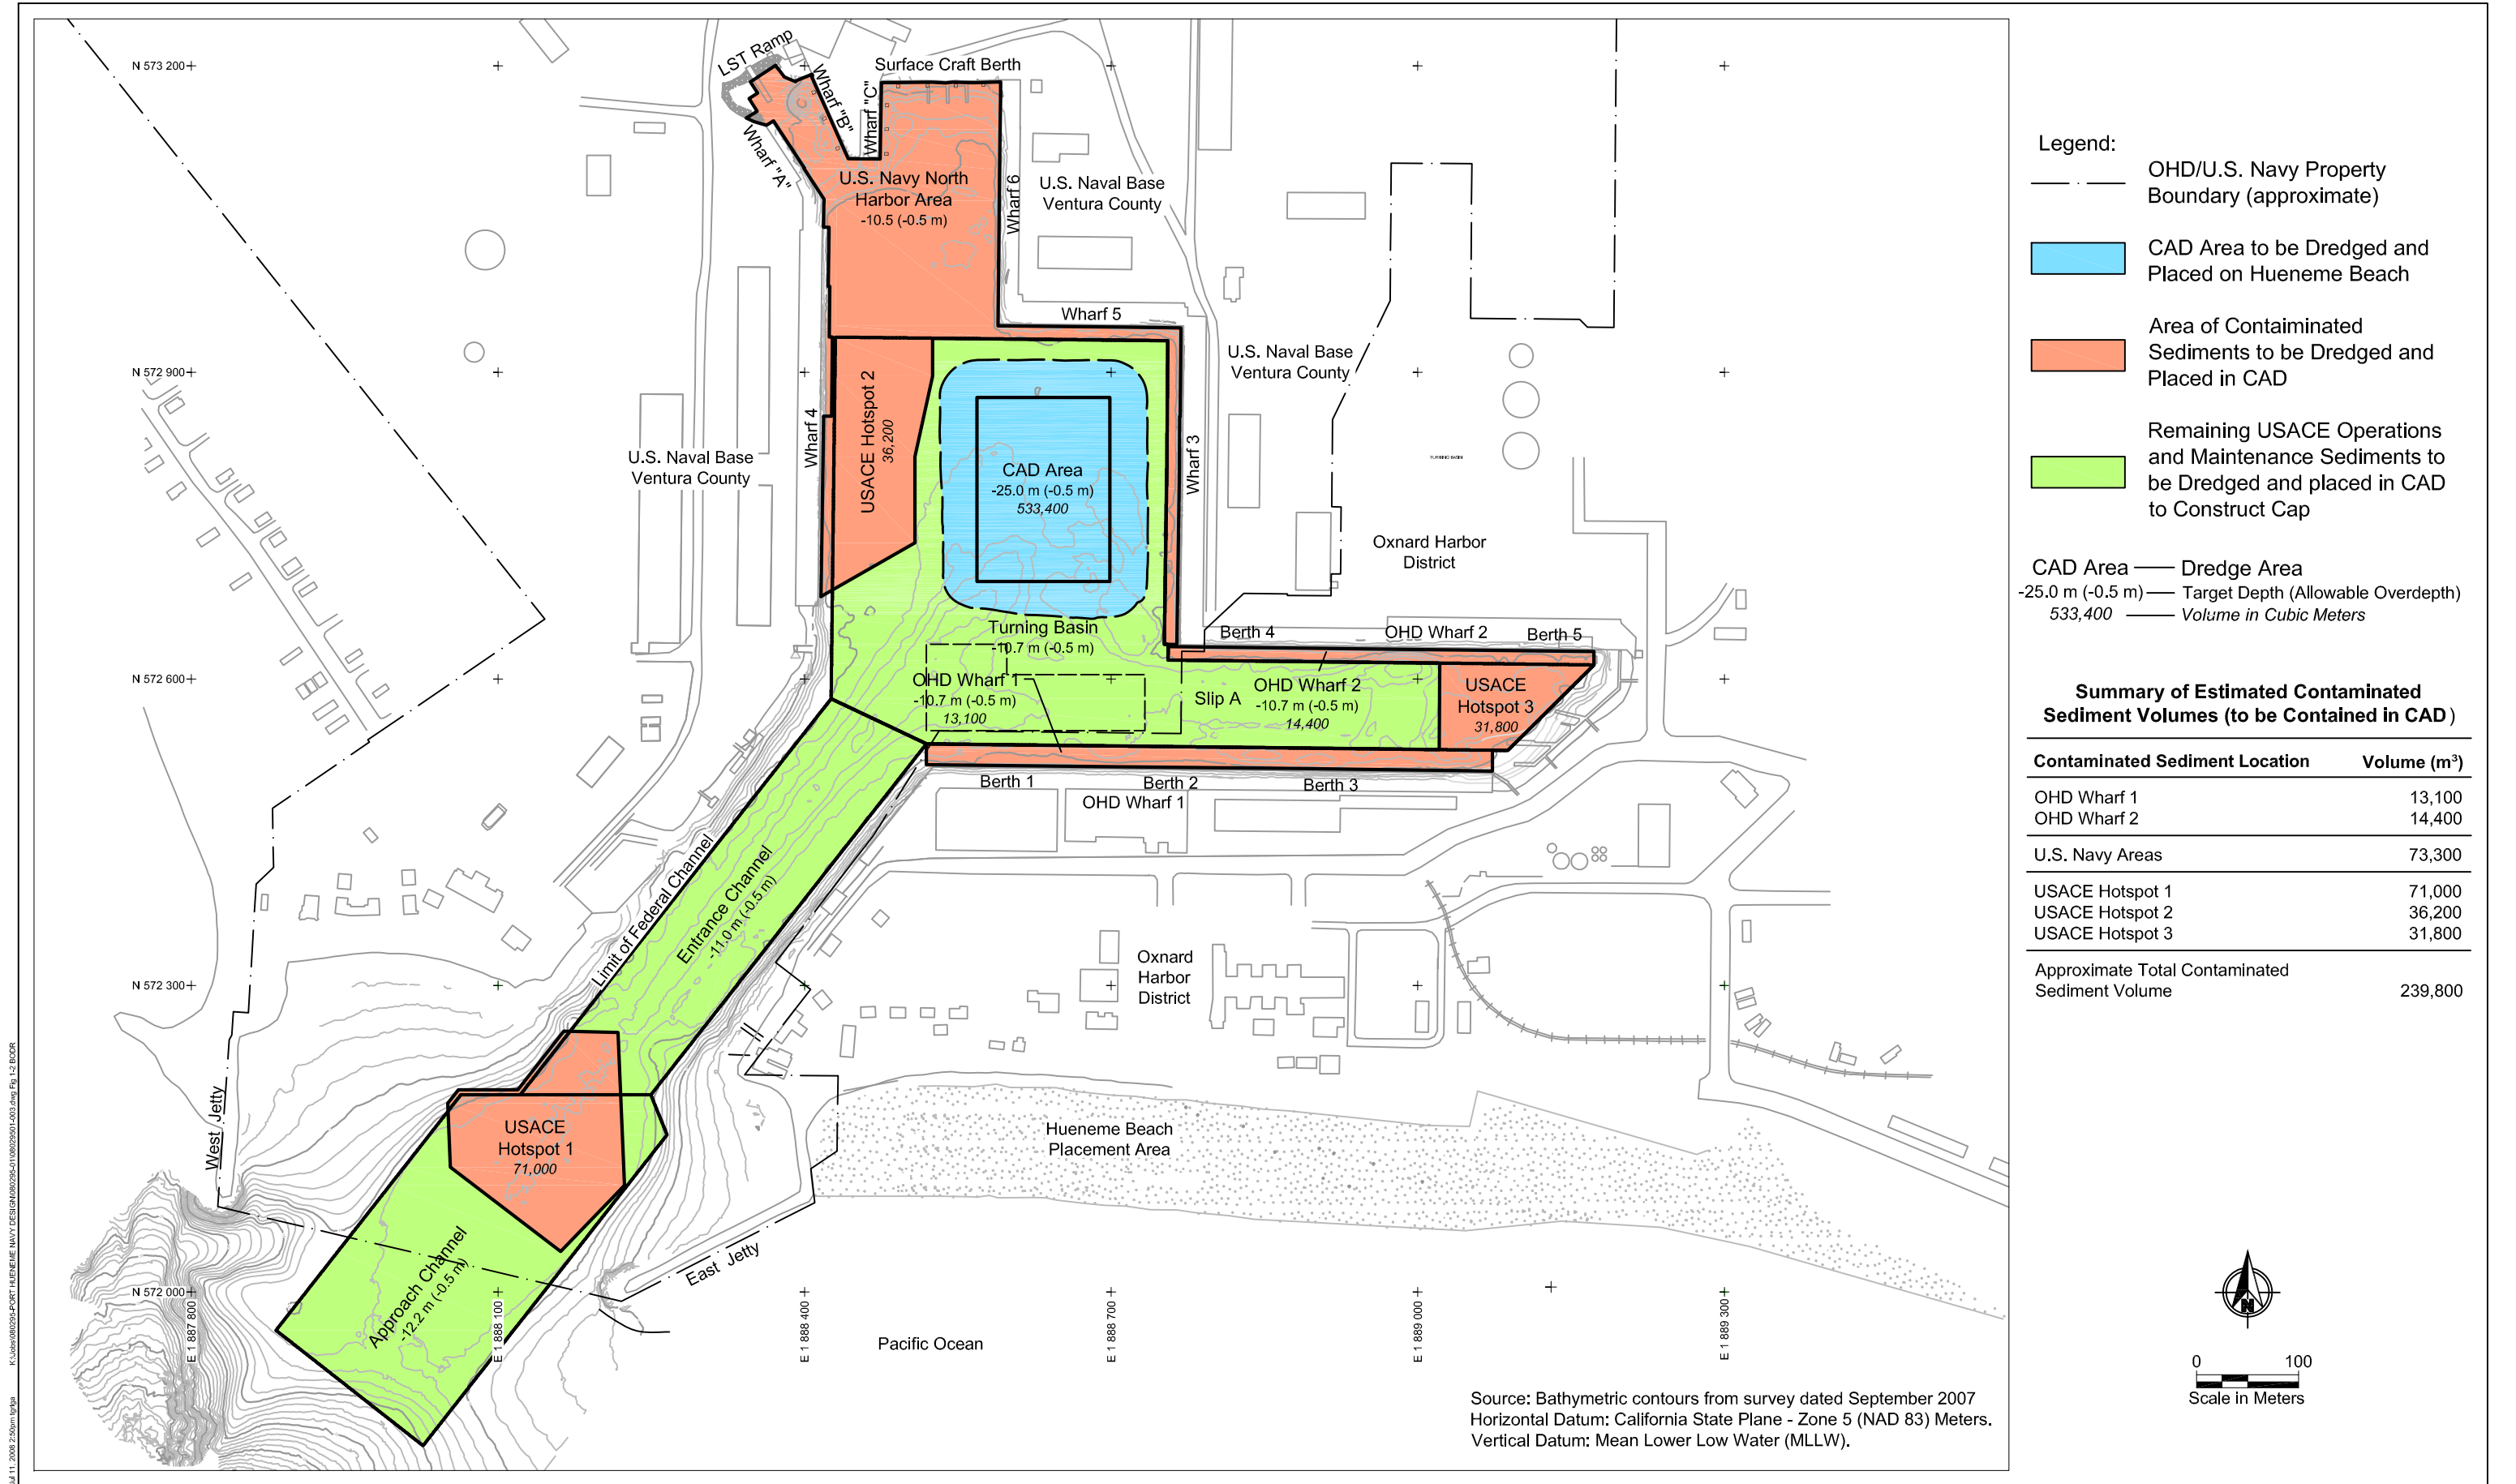 LST Ramp
Wharf "A"
Wharf "B"
Wharf "C"
Surface Craft Berth
U.S. Navy North
Harbor Area
-10.5 (-0.5 m)
Wharf 6
U.S. Naval Base
Ventura County
Wharf 5
U.S. Naval Base
Ventura County
Wharf 4
USACE Hotspot 2
36,200
U.S. Naval Base
Ventura County
CAD Area
-25.0 m (-0.5 m)
533,400
Wharf 3
TURNING BASIN
Oxnard Harbor
District
Turning Basin
-10.7 m (-0.5 m)
Berth 4
OHD Wharf 2
Berth 5
OHD Wharf 1
-10.7 m (-0.5 m)
13,100
Slip A
OHD Wharf 2
-10.7 m (-0.5 m)
14,400
USACE
Hotspot 3
31,800
Berth 1
Berth 2
Berth 3
OHD Wharf 1
Limit of Federal Channel
Entrance Channel
-11.0 m (-0.5 m)
Oxnard
Harbor
District
West Jetty
USACE
Hotspot 1
71,000
Hueneme Beach
Placement Area
Approach Channel
-12.2 m (-0.5 m)
East Jetty
Pacific Ocean
N 573 200
N 572 900
N 572 600
N 572 300
N 572 000
E 1 887 800
E 1 888 100
E 1 888 400
E 1 888 700
E 1 889 000
E 1 889 300
Source: Bathymetric contours from survey dated September 2007
Horizontal Datum: California State Plane - Zone 5 (NAD 83) Meters.
Vertical Datum: Mean Lower Low Water (MLLW).
Legend:
OHD/U.S. Navy Property
Boundary (approximate)
CAD Area to be Dredged and
Placed on Hueneme Beach
Area of Contaiminated
Sediments to be Dredged and
Placed in CAD
Remaining USACE Operations
and Maintenance Sediments to
be Dredged and placed in CAD
to Construct Cap
CAD Area Dredge Area
-25.0 m (-0.5 m) Target Depth (Allowable Overdepth)
533,400 Volume in Cubic Meters
Summary of Estimated Contaminated
Sediment Volumes (to be Contained in CAD)
Contaminated Sediment Location Volume (m³)
OHD Wharf 1 13,100
OHD Wharf 2 14,400
U.S. Navy Areas 73,300
USACE Hotspot 1 71,000
USACE Hotspot 2 36,200
USACE Hotspot 3 31,800
Approximate Total Contaminated
Sediment Volume 239,800
N
0 100
Scale in Meters